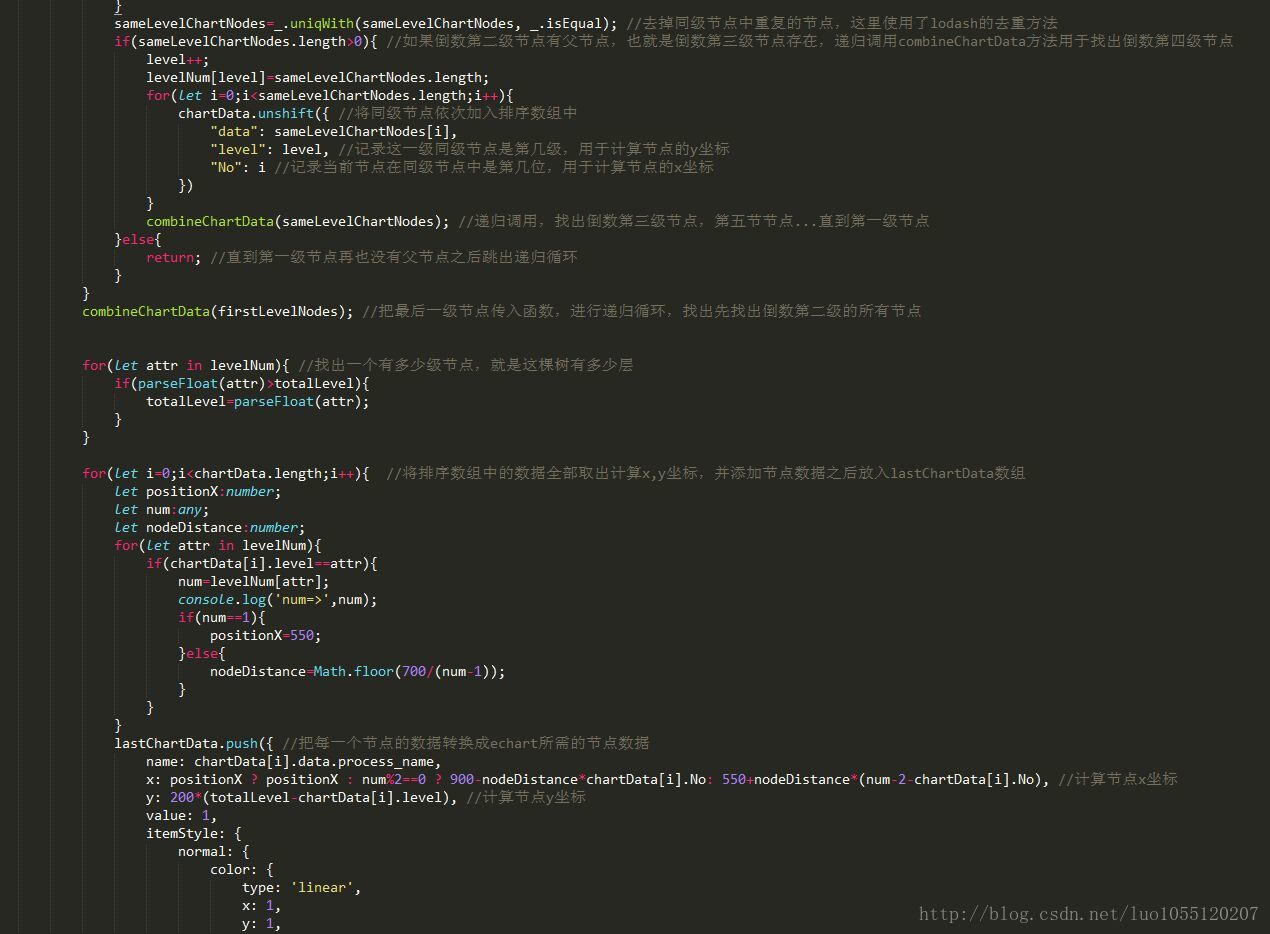 }
sameLevelChartNodes=_.uniqWith(sameLevelChartNodes, _.isEqual); //去掉同级节点中重复的节点，这里使用了lodash的去重方法
if(sameLevelChartNodes.length>0){ //如果倒数第二级节点有父节点，也就是倒数第三级节点存在，递归调用combineChartData方法用于找出倒数第四级节点
level++;
levelNum[level]=sameLevelChartNodes.length;
for(let i=0;i<sameLevelChartNodes.length;i++){
chartData.unshift({ //将同级节点依次加入排序数组中
"data": sameLevelChartNodes[i],
"level": level, //记录这一级同级节点是第几级，用于计算节点的y坐标
"No": i //记录当前节点在同级节点中是第几位，用于计算节点的x坐标
})
}
combineChartData(sameLevelChartNodes); //递归调用，找出倒数第三级节点，第五节节点...直到第一级节点
}else{
return; //直到第一级节点再也没有父节点之后跳出递归循环
}
}
combineChartData(firstLevelNodes); //把最后一级节点传入函数，进行递归循环，找出先找出倒数第二级的所有节点
for(let attr in levelNum){ //找出一个有多少级节点，就是这棵树有多少层
if(parseFloat(attr)>totalLevel){
totalLevel=parseFloat(attr);
}
}
for(let i=0;i<chartData.length;i++){ //将排序数组中的数据全部取出计算x,y坐标，并添加节点数据之后放入lastChartData数组
let positionX:number;
let num:any;
let nodeDistance:number;
for(let attr in levelNum){
if(chartData[i].level==attr){
num=levelNum[attr];
console.log('num=>',num);
if(num==1){
positionX=550;
}else{
nodeDistance=Math.floor(700/(num-1));
}
}
}
lastChartData.push({ //把每一个节点的数据转换成echart所需的节点数据
name: chartData[i].data.process_name,
x: positionX ? positionX : num%2==0 ? 900-nodeDistance*chartData[i].No: 550+nodeDistance*(num-2-chartData[i].No), //计算节点x坐标
y: 200*(totalLevel-chartData[i].level), //计算节点y坐标
value: 1,
itemStyle: {
normal: {
color: {
type: 'linear',
x: 1,
y: 1,
http://blog.csdn.net/luo1055120207